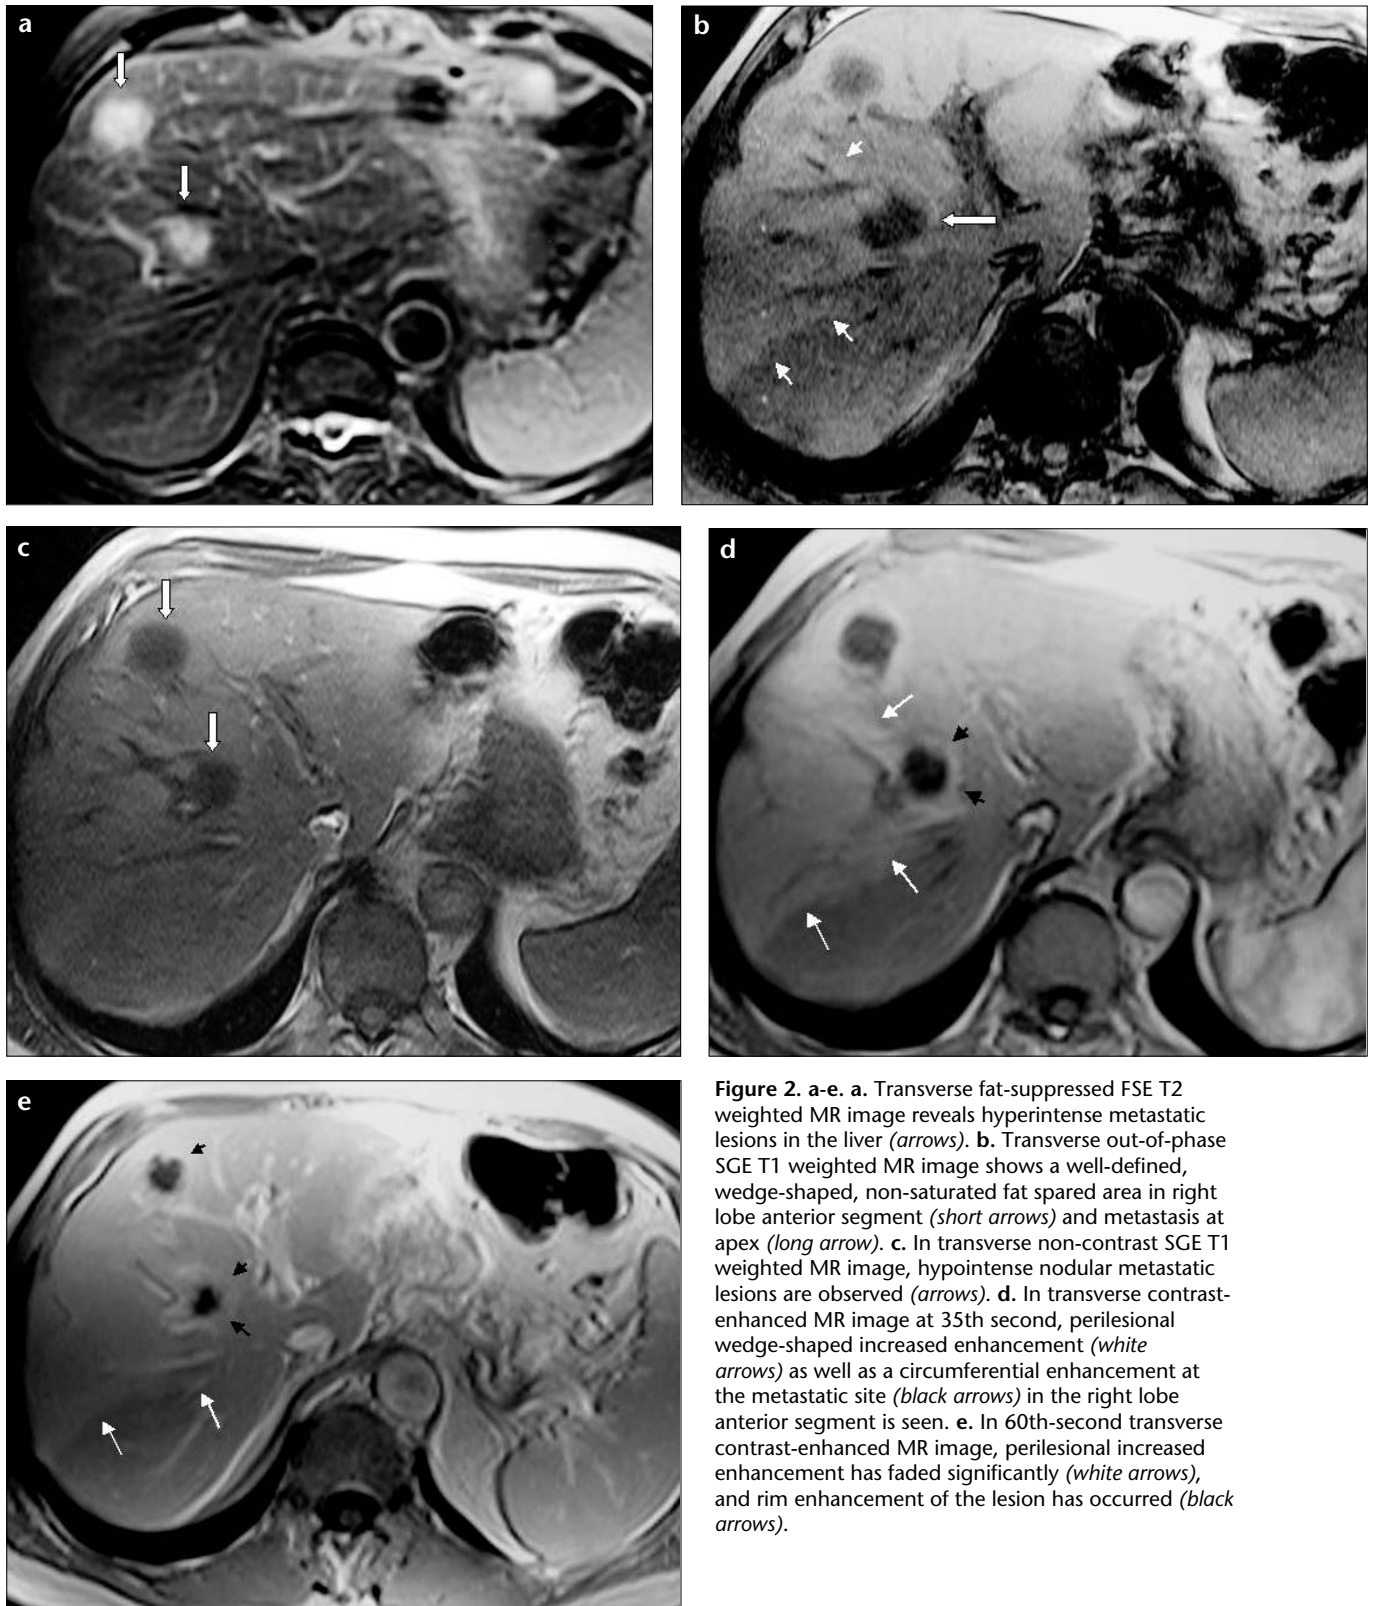 a
b
c
d
e
Figure 2. a-e. a. Transverse fat-suppressed FSE T2
weighted MR image reveals hyperintense metastatic
lesions in the liver (arrows). b. Transverse out-of-phase
SGE T1 weighted MR image shows a well-defined,
wedge-shaped, non-saturated fat spared area in right
lobe anterior segment (short arrows) and metastasis at
apex (long arrow). c. In transverse non-contrast SGE T1
weighted MR image, hypointense nodular metastatic
lesions are observed (arrows). d. In transverse contrast-
enhanced MR image at 35th second, perilesional
wedge-shaped increased enhancement (white
arrows) as well as a circumferential enhancement at
the metastatic site (black arrows) in the right lobe
anterior segment is seen. e. In 60th-second transverse
contrast-enhanced MR image, perilesional increased
enhancement has faded significantly (white arrows),
and rim enhancement of the lesion has occurred (black
arrows).